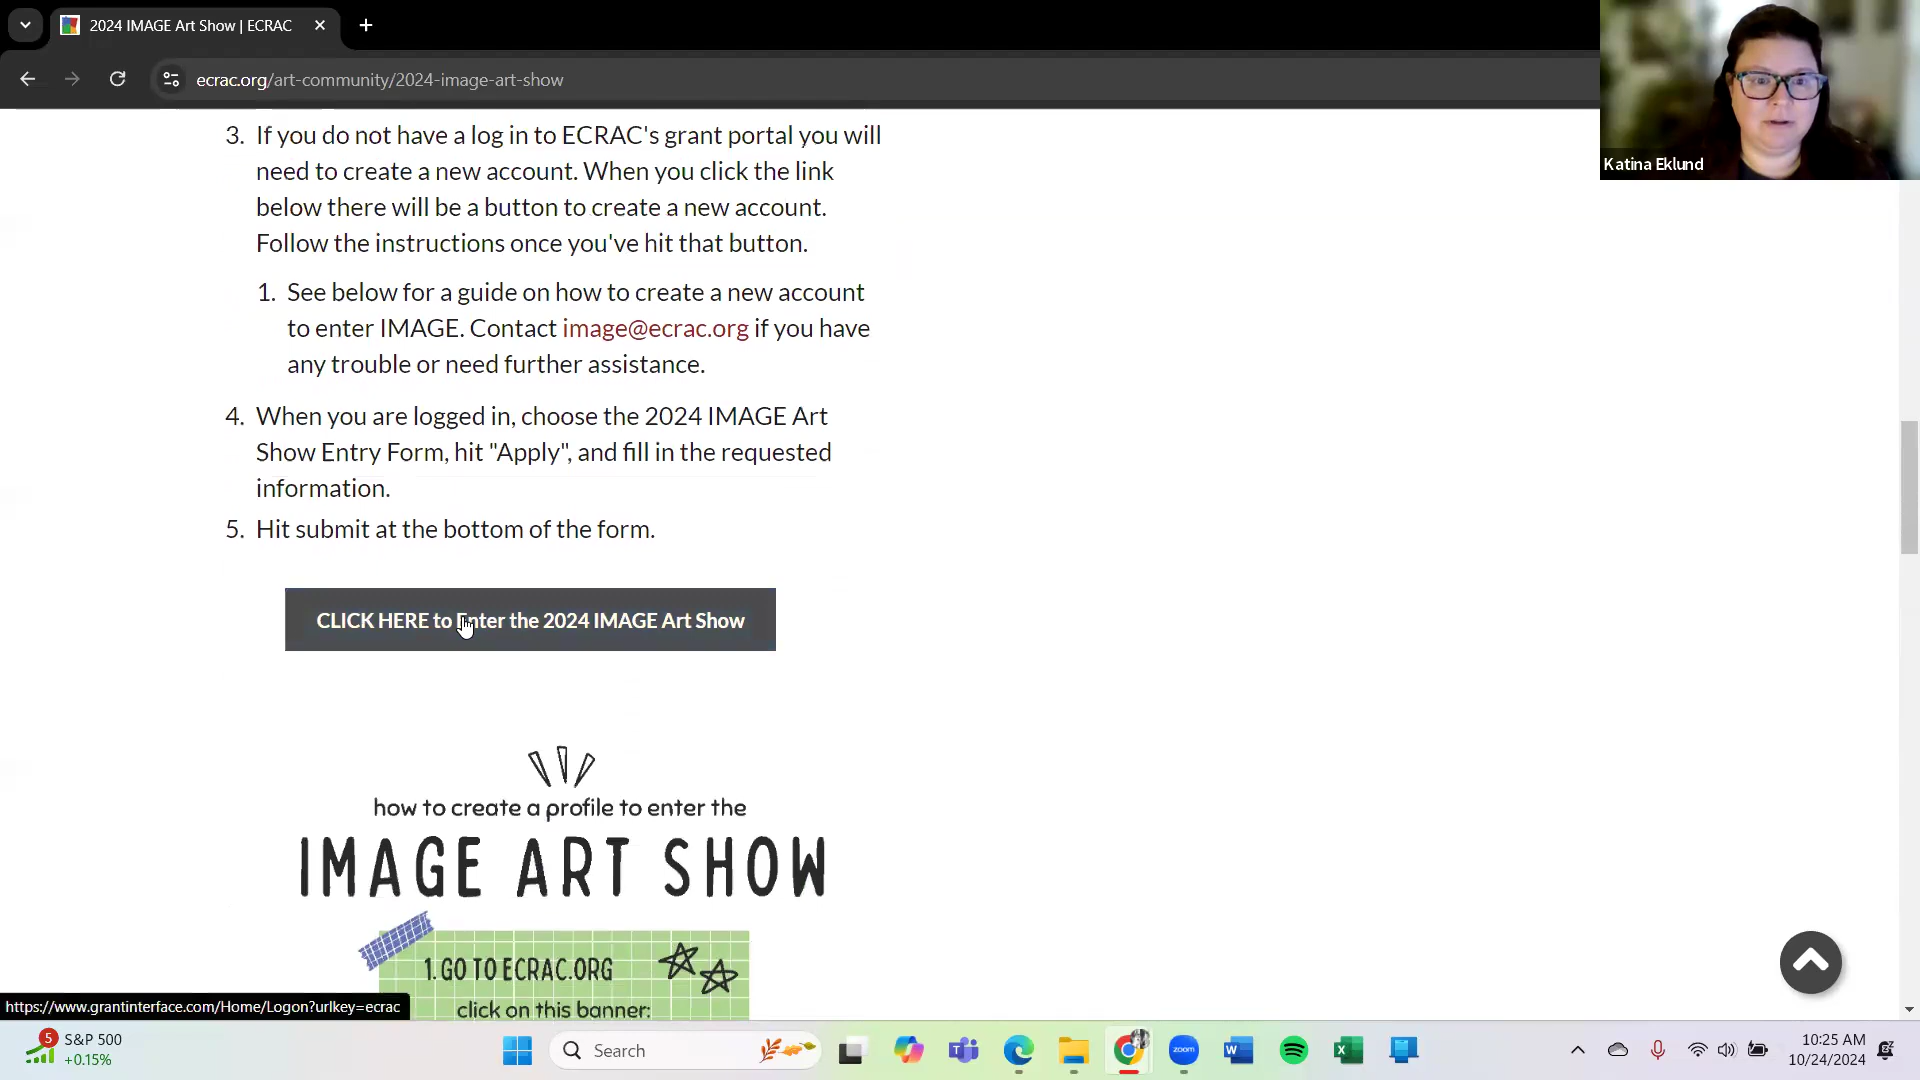 2024 IMAGE Art Show | ECRAC
ecrac.org/art-community/2024-image-art-show
Katina Eklund
3. If you do not have a log in to ECRAC's grant portal you will
need to create a new account. When you click the link
below there will be a button to create a new account.
Follow the instructions once you've hit that button.
1. See below for a guide on how to create a new account
to enter IMAGE. Contact image@ecrac.org if you have
any trouble or need further assistance.
4. When you are logged in, choose the 2024 IMAGE Art
Show Entry Form, hit "Apply", and fill in the requested
information.
5. Hit submit at the bottom of the form.
CLICK HERE to Enter the 2024 IMAGE Art Show
how to create a profile to enter the
IMAGE ART SHOW
1. GO TO ECRAC.ORG
click on this banner:
https://www.grantinterface.com/Home/Logon?urlkey=ecrac
5
S&P 500
+0.15%
Search
zoom
10:25 AM
10/24/2024